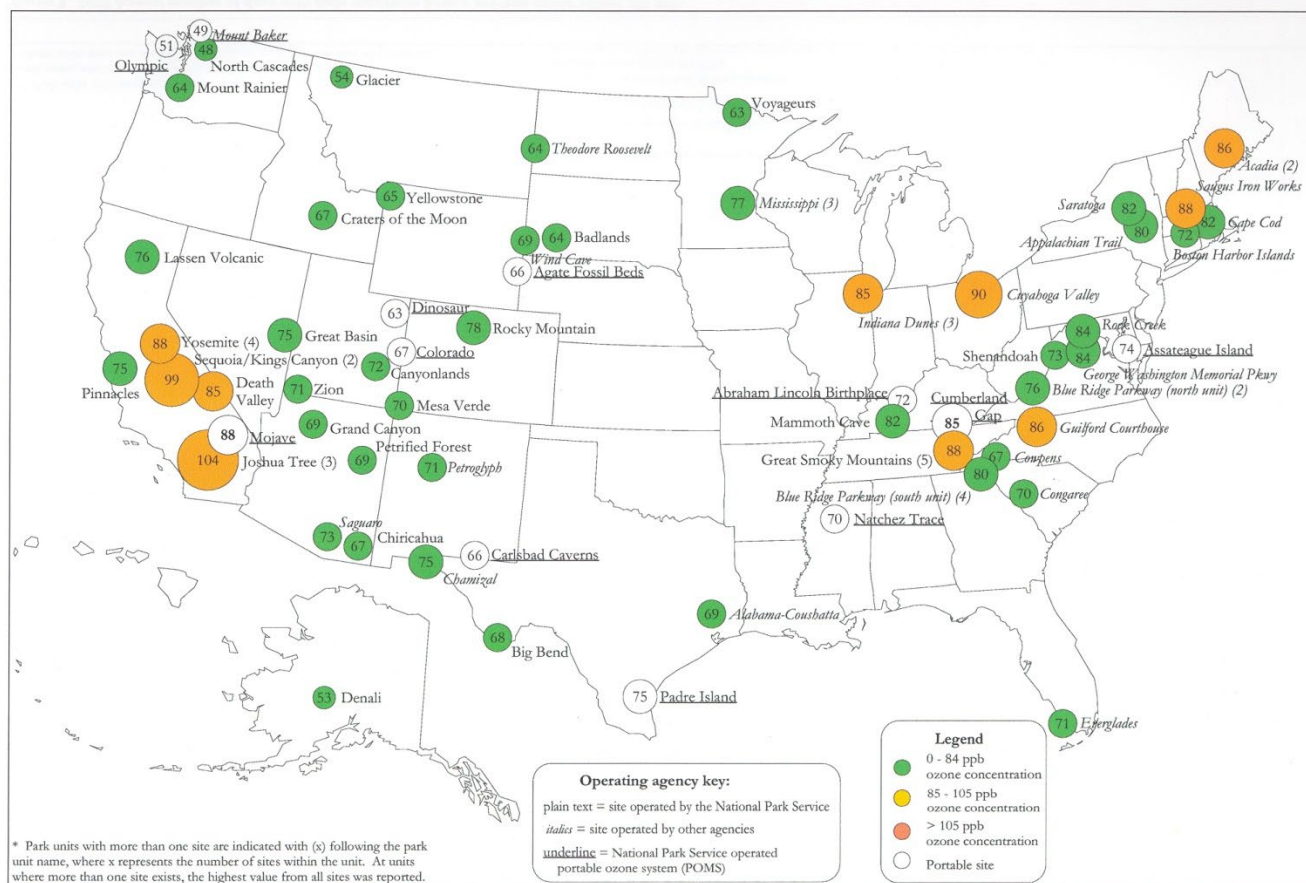 49
Mount Baker
51
48
Olympic
North Cascades
64
Mount Rainier
54
Glacier
63
Voyageurs
64
Theodore Roosevelt
86
Acadia (2)
65
Yellowstone
67
Craters of the Moon
77
Mississippi (3)
Saugus Iron Works
Saratoga
82
88
82
Cape Cod
Appalachian Trail
80
72
Boston Harbor Islands
76
Lassen Volcanic
69
64
Badlands
Wind Cave
66
Agate Fossil Beds
85
Indiana Dunes (3)
90
Cuyahoga Valley
63
Dinosaur
78
Rocky Mountain
88
Yosemite (4)
75
Great Basin
67
Colorado
84
Rock Creek
74
Assateague Island
Shenandoah
73
84
George Washington Memorial Pkwy
75
Pinnacles
Sequoia/Kings Canyon (2)
99
85
Death
Valley
72
Canyonlands
71
Zion
70
Mesa Verde
76
Blue Ridge Parkway (north unit) (2)
Abraham Lincoln Birthplace
72
Cumberland
Gap
85
Mammoth Cave
82
86
Guilford Courthouse
88
Mojave
69
Grand Canyon
Petrified Forest
69
71
Petroglyph
104
Joshua Tree (3)
Great Smoky Mountains (5)
88
67
Cowpens
80
Blue Ridge Parkway (south unit) (4)
70
Congaree
70
Natchez Trace
Saguaro
73
67
Chiricahua
75
Chamizal
66
Carlsbad Caverns
69
Alabama-Coushatta
68
Big Bend
53
Denali
75
Padre Island
71
Everglades
Operating agency key:
plain text = site operated by the National Park Service
italics = site operated by other agencies
underline = National Park Service operated
portable ozone system (POMS)
Legend
0 - 84 ppb
ozone concentration
85 - 105 ppb
ozone concentration
> 105 ppb
ozone concentration
Portable site
* Park units with more than one site are indicated with (x) following the park
unit name, where x represents the number of sites within the unit. At units
where more than one site exists, the highest value from all sites was reported.